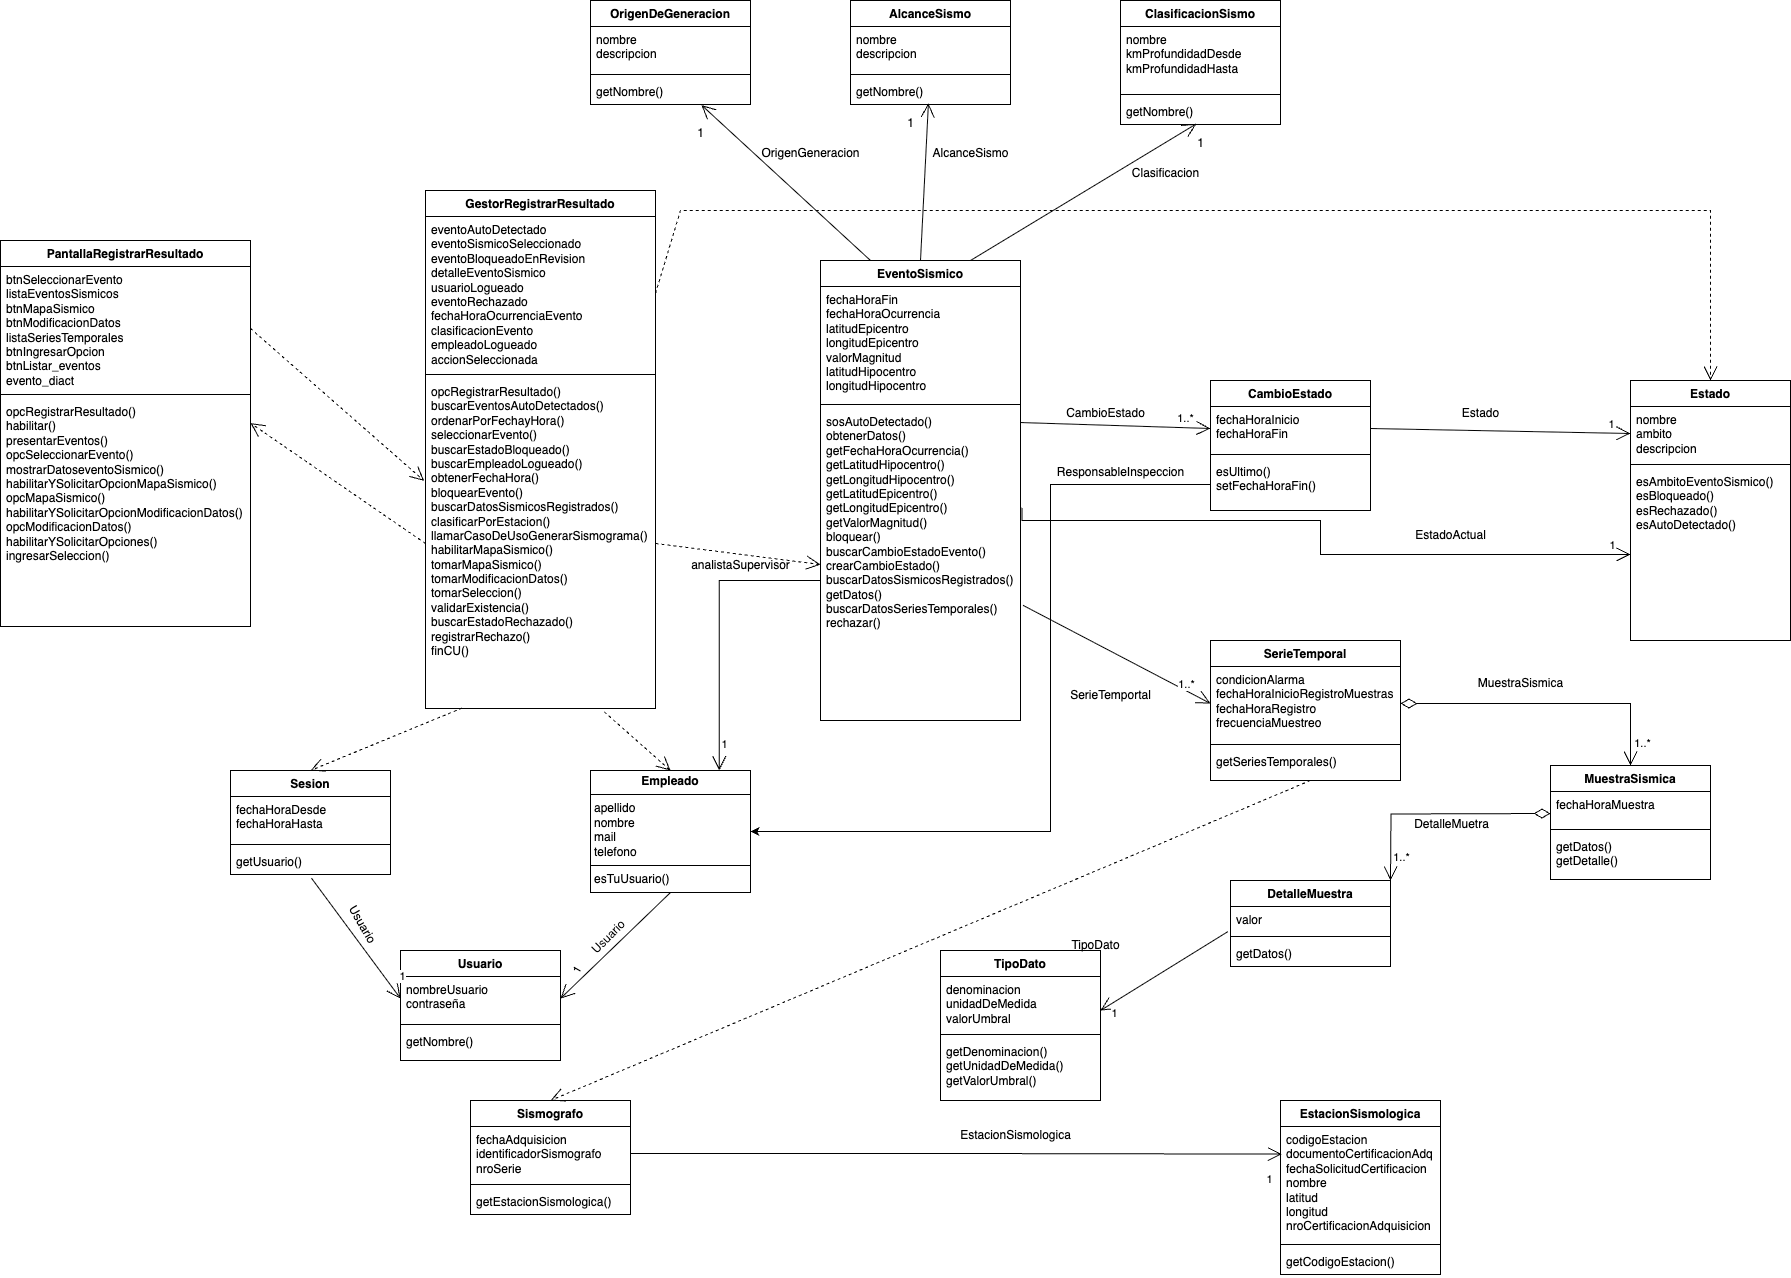 OrigenDeGeneracion
nombre
descripcion
getNombre()
AlcanceSismo
nombre
descripcion
getNombre()
ClasificacionSismo
nombre
kmProfundidadDesde
kmProfundidadHasta
getNombre()
1
1
1
OrigenGeneracion
AlcanceSismo
Clasificacion
PantallaRegistrarResultado
btnSeleccionarEvento
listaEventosSismicos
btnMapaSismico
btnModificacionDatos
listaSeriesTemporales
btnIngresarOpcion
btnListar_eventos
evento_diact
opcRegistrarResultado()
habilitar()
presentarEventos()
opcSeleccionarEvento()
mostrarDatoseventoSismico()
habilitarYSolicitarOpcionMapaSismico()
opcMapaSismico()
habilitarYSolicitarOpcionModificacionDatos()
opcModificacionDatos()
habilitarYSolicitarOpciones()
ingresarSeleccion()
GestorRegistrarResultado
eventoAutoDetectado
eventoSismicoSeleccionado
eventoBloqueadoEnRevision
detalleEventoSismico
usuarioLogueado
eventoRechazado
fechaHoraOcurrenciaEvento
clasificacionEvento
empleadoLogueado
accionSeleccionada
opcRegistrarResultado()
buscarEventosAutoDetectados()
ordenarPorFechayHora()
seleccionarEvento()
buscarEstadoBloqueado()
buscarEmpleadoLogueado()
obtenerFechaHora()
bloquearEvento()
buscarDatosSismicosRegistrados()
clasificarPorEstacion()
llamarCasoDeUsoGenerarSismograma()
habilitarMapaSismico()
tomarMapaSismico()
tomarModificacionDatos()
tomarSeleccion()
validarExistencia()
buscarEstadoRechazado()
registrarRechazo()
finCU()
EventoSismico
fechaHoraFin
fechaHoraOcurrencia
latitudEpicentro
longitudEpicentro
valorMagnitud
latitudHipocentro
longitudHipocentro
sosAutoDetectado()
obtenerDatos()
getFechaHoraOcurrencia()
getLatitudHipocentro()
getLongitudHipocentro()
getLatitudEpicentro()
getLongitudEpicentro()
getValorMagnitud()
bloquear()
buscarCambioEstadoEvento()
crearCambioEstado()
buscarDatosSismicosRegistrados()
getDatos()
buscarDatosSeriesTemporales()
rechazar()
CambioEstado
1..*
CambioEstado
fechaHoraInicio
fechaHoraFin
esUltimo()
setFechaHoraFin()
Estado
1
Estado
nombre
ambito
descripcion
esAmbitoEventoSismico()
esBloqueado()
esRechazado()
esAutoDetectado()
ResponsableInspeccion
EstadoActual
1
analistaSupervisor
1
SerieTemportal
1..*
SerieTemporal
condicionAlarma
fechaHoraInicioRegistroMuestras
fechaHoraRegistro
frecuenciaMuestreo
getSeriesTemporales()
MuestraSismica
1..*
MuestraSismica
fechaHoraMuestra
getDatos()
getDetalle()
DetalleMuetra
1..*
Sesion
fechaHoraDesde
fechaHoraHasta
getUsuario()
Empleado
apellido
nombre
mail
telefono
esTuUsuario()
DetalleMuestra
valor
getDatos()
Usuario
1
Usuario
1
Usuario
nombreUsuario
contraseña
getNombre()
TipoDato
1
TipoDato
denominacion
unidadDeMedida
valorUmbral
getDenominacion()
getUnidadDeMedida()
getValorUmbral()
Sismografo
fechaAdquisicion
identificadorSismografo
nroSerie
getEstacionSismologica()
EstacionSismologica
1
EstacionSismologica
codigoEstacion
documentoCertificacionAdq
fechaSolicitudCertificacion
nombre
latitud
longitud
nroCertificacionAdquisicion
getCodigoEstacion()